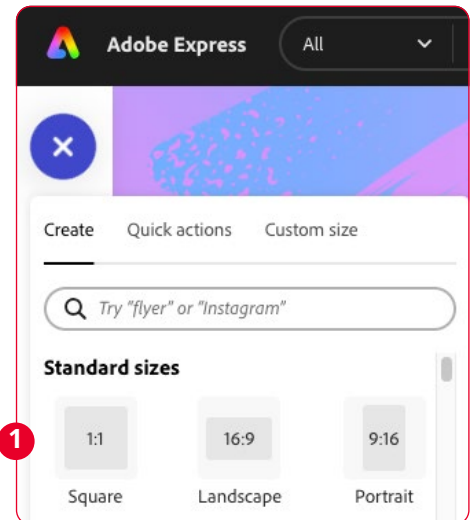 Adobe Express All
Create Quick actions Custom size
Try "flyer" or "Instagram"
Standard sizes
1 1:1 16:9 9:16
Square Landscape Portrait